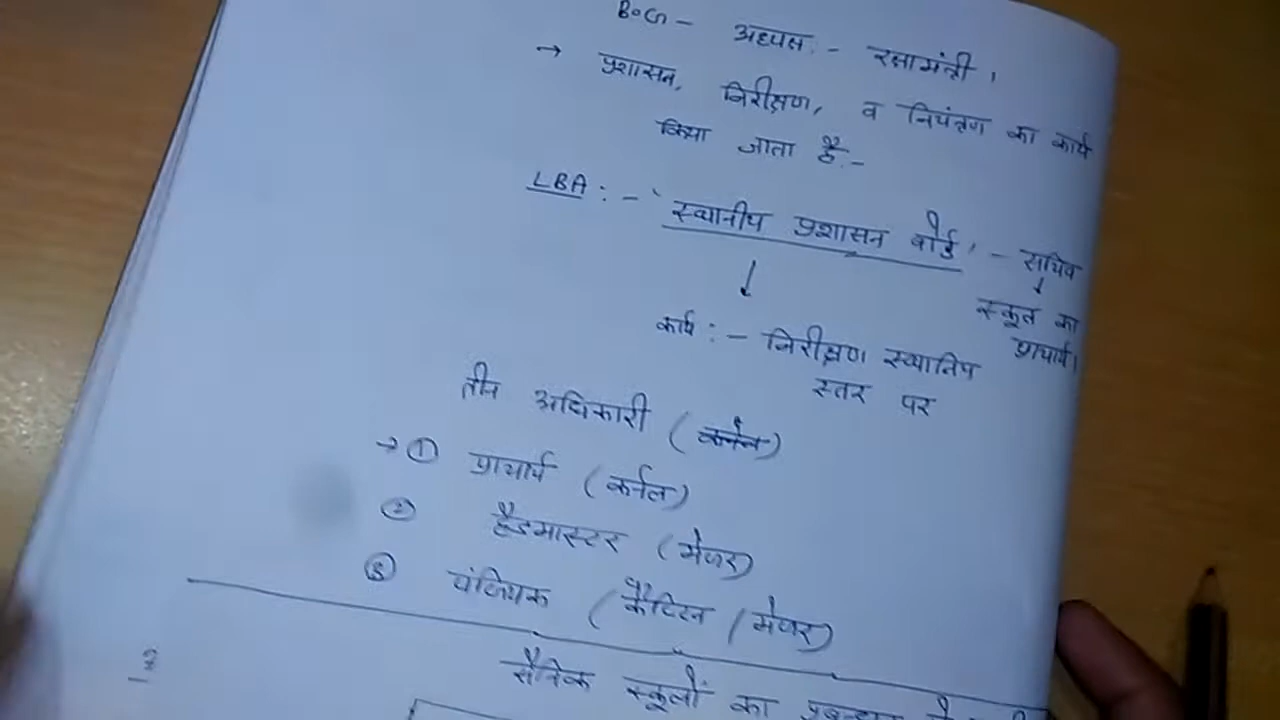 BOG - अध्यक्ष :- रक्षामंत्री ।
→ प्रशासन, निरीक्षण, व नियंत्रण का कार्य
किया जाता है :-
LBA : - 'स्थानीय प्रशासन बोर्ड' - सचिव
↓ ↓
स्कूल का
प्राचार्य।
कार्य : - निरीक्षण स्थानिय
स्तर पर
तीन अधिकारी (कर्नल)
→ ① प्राचार्य (कर्नल)
② हैडमास्टर (मेजर)
③ पंजियक (कैप्टिन / मेजर)
सैनिक स्कूलों का